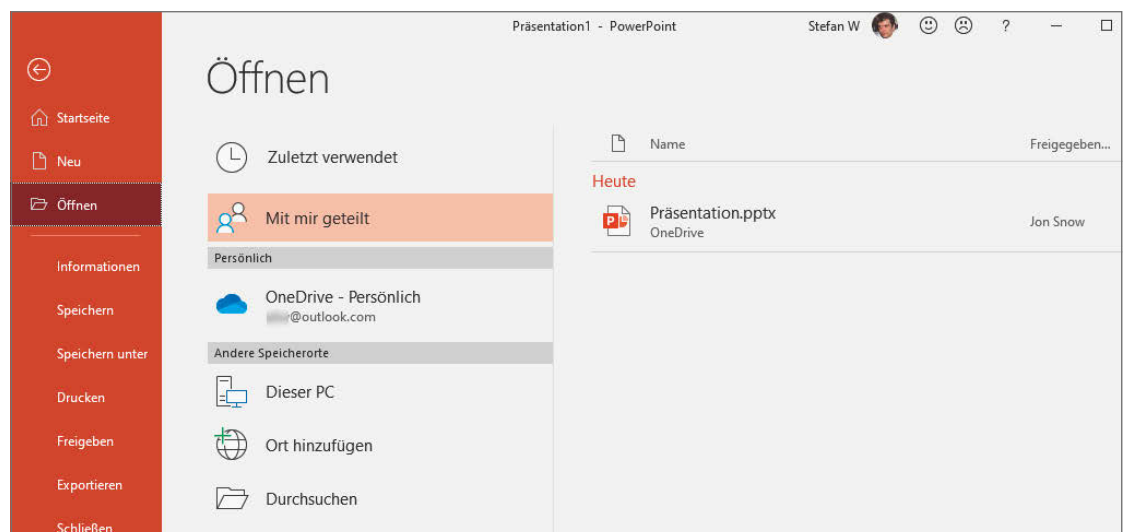 Präsentation1 - PowerPoint
Stefan W
?
Öffnen
Startseite
Neu
Öffnen
Informationen
Speichern
Speichern unter
Drucken
Freigeben
Exportieren
Schließen
Zuletzt verwendet
Mit mir geteilt
Persönlich
OneDrive - Persönlich
@outlook.com
Andere Speicherorte
Dieser PC
Ort hinzufügen
Durchsuchen
Name Freigegeben...
Heute
Präsentation.pptx
OneDrive
Jon Snow